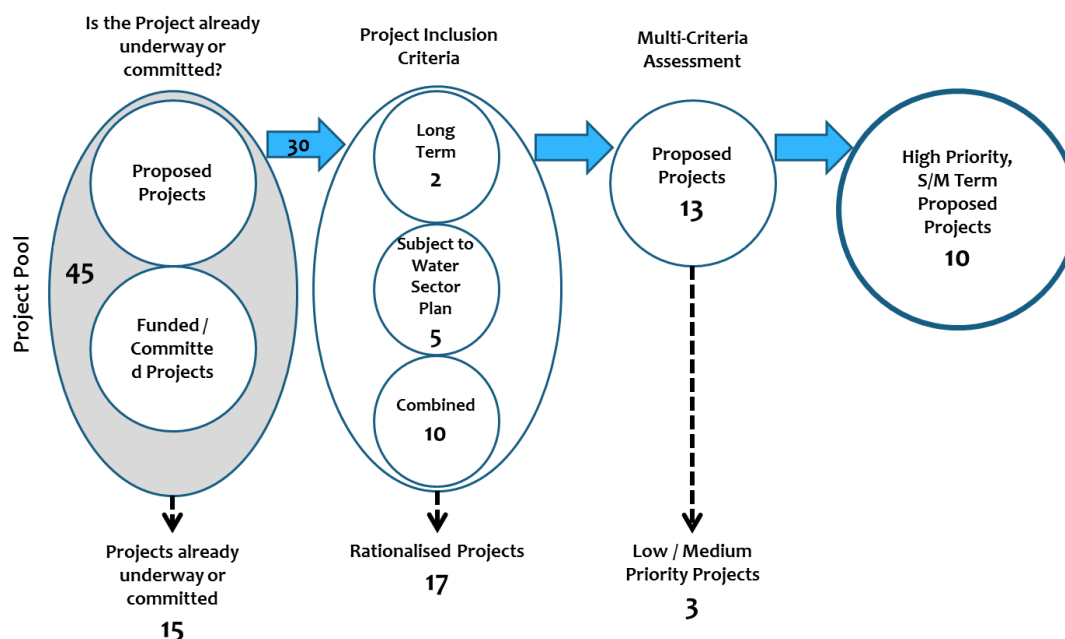 Is the Project already
underway or
committed?
Project Inclusion
Criteria
Multi-Criteria
Assessment
Project Pool
45
Proposed
Projects
Funded /
Committe
d Projects
30
Long
Term
2
Subject to
Water
Sector
Plan
5
Combined
10
Proposed
Projects
13
High Priority,
S/M Term
Proposed
Projects
10
Projects already
underway or
committed
15
Rationalised Projects
17
Low / Medium
Priority Projects
3